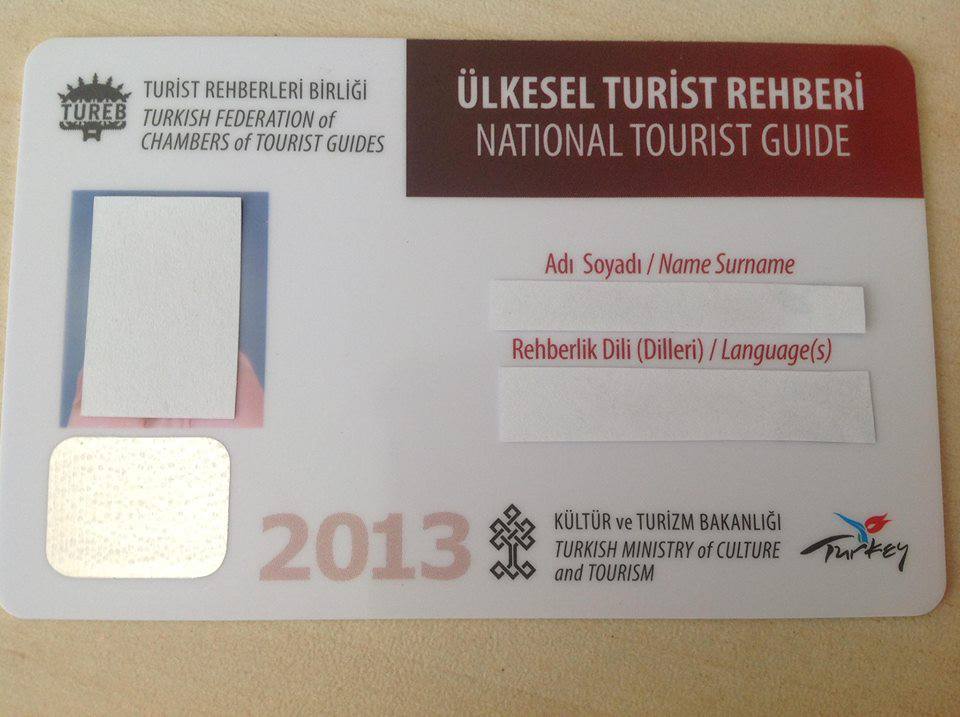 TUREB
TURİST REHBERLERİ BİRLİĞİ
TURKISH FEDERATION of
CHAMBERS of TOURIST GUIDES
ÜLKESEL TURİST REHBERİ
NATIONAL TOURIST GUIDE
Adı Soyadı / Name Surname
Rehberlik Dili (Dilleri) / Language(s)
2013
KÜLTÜR ve TURİZM BAKANLIĞI
TURKISH MINISTRY of CULTURE
and TOURISM
Turkey